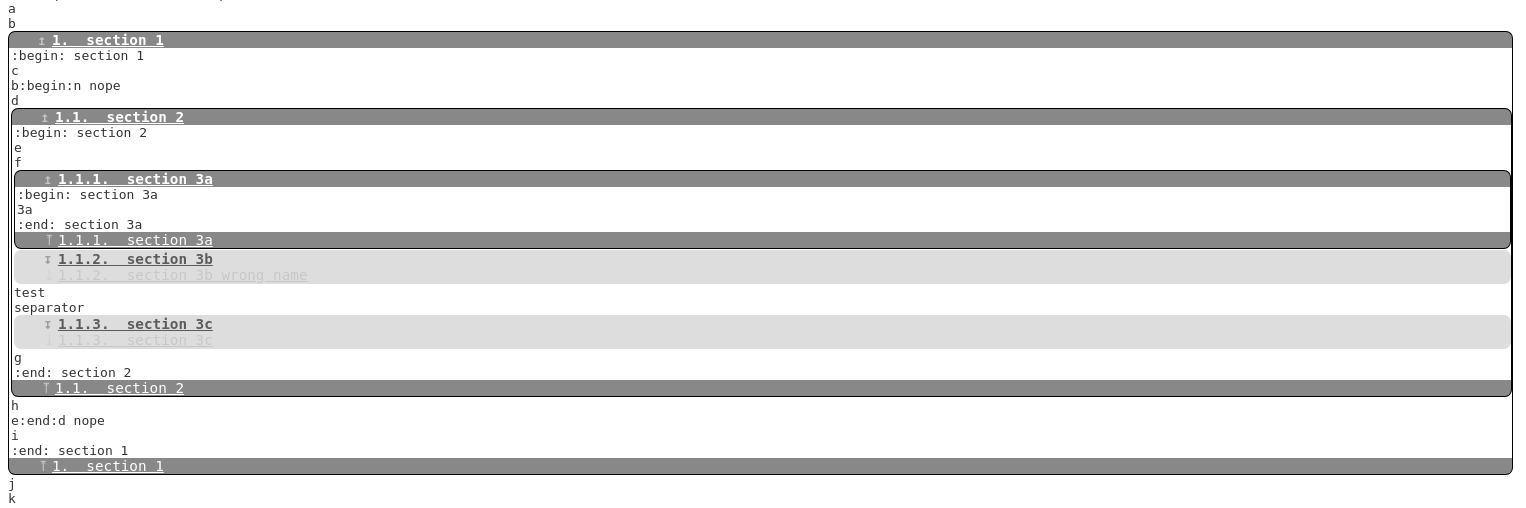 a
b
↥ 1. section 1
:begin: section 1
c
b:begin:n nope
d
↥ 1.1. section 2
:begin: section 2
e
f
↥ 1.1.1. section 3a
:begin: section 3a
3a
:end: section 3a
⤒ 1.1.1. section 3a
↧ 1.1.2. section 3b
⤓ 1.1.2. section 3b wrong name
test
separator
↧ 1.1.3. section 3c
⤓ 1.1.3. section 3c
g
:end: section 2
⤒ 1.1. section 2
h
e:end:d nope
i
:end: section 1
⤒ 1. section 1
j
k